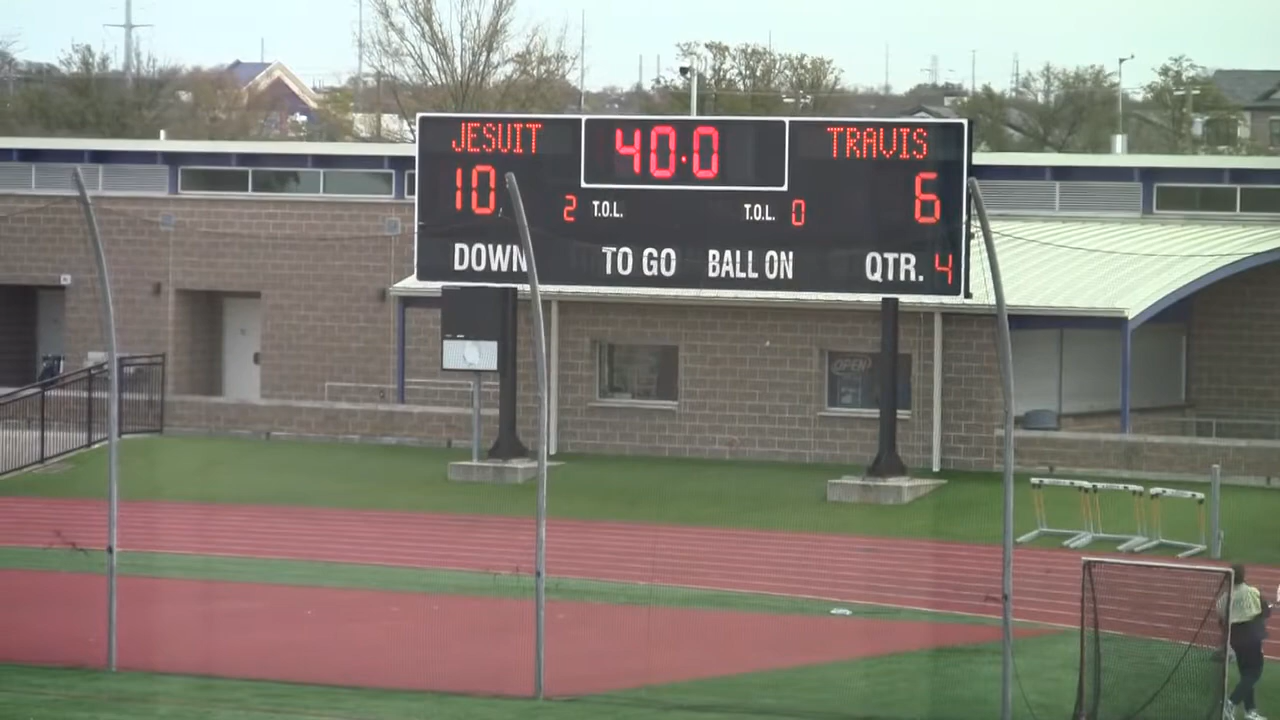 JESUIT 40.0 TRAVIS
10 6
2 T.O.L. T.O.L. 0
DOWN TO GO BALL ON QTR. 4
OPEN